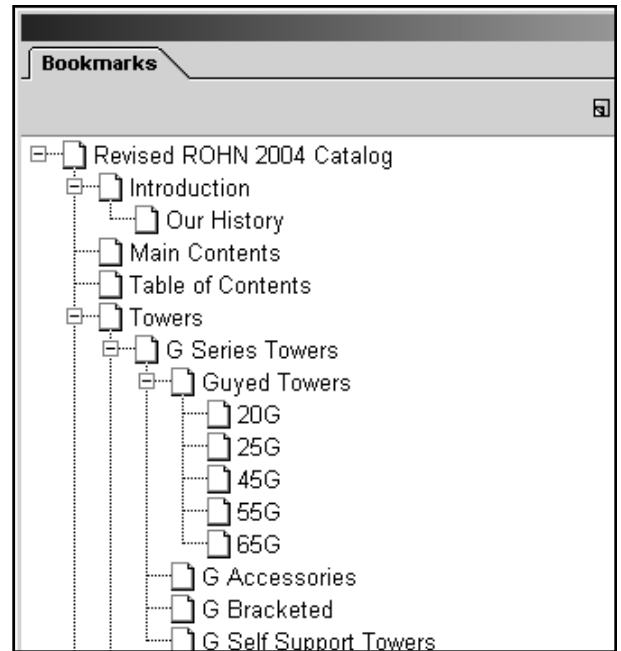 Bookmarks
Revised ROHN 2004 Catalog
Introduction
Our History
Main Contents
Table of Contents
Towers
G Series Towers
Guyed Towers
20G
25G
45G
55G
65G
G Accessories
G Bracketed
G Self Support Towers